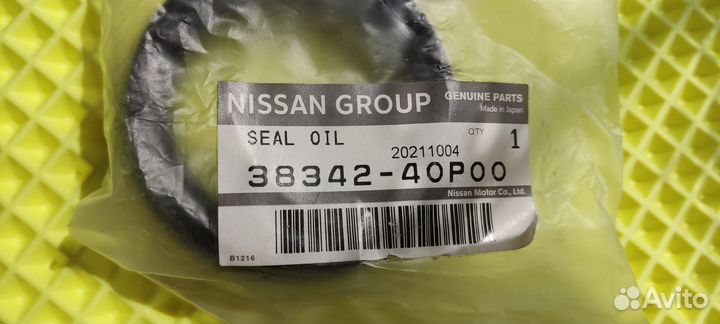 NISSAN GROUP
GENUINE PARTS
Made in Japan
SEAL OIL
QTY 1
20211004
38342-40P00
Nissan Motor Co., Ltd.
B1216
Avito